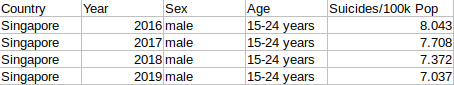 Country Year Sex Age Suicides/100k Pop
Singapore 2016 male 15-24 years 8.043
Singapore 2017 male 15-24 years 7.708
Singapore 2018 male 15-24 years 7.372
Singapore 2019 male 15-24 years 7.037